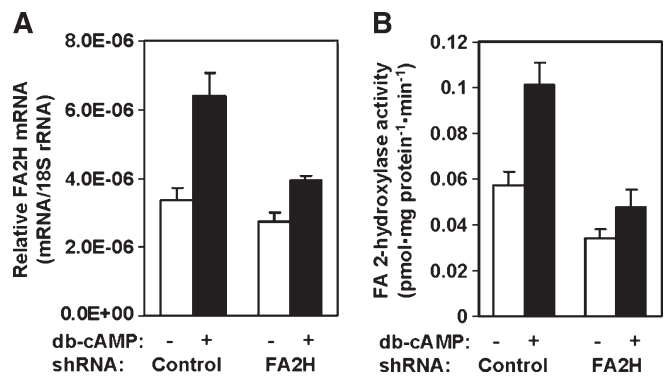 A
Relative FA2H mRNA
(mRNA/18S rRNA)
8.0E-06
6.0E-06
4.0E-06
2.0E-06
0.0E+00
db-cAMP: - + - +
shRNA: Control FA2H
B
FA 2-hydroxylase activity
(pmol•mg protein⁻¹•min⁻¹)
0.12
0.1
0.08
0.06
0.04
0.02
0
db-cAMP: - + - +
shRNA: Control FA2H